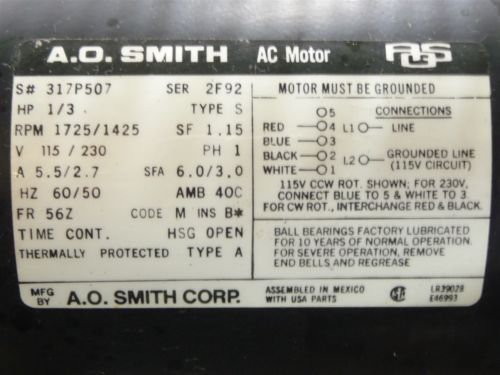 A.O. SMITH AC Motor AOS
S# 317P507 SER 2F92
HP 1/3 TYPE S
RPM 1725/1425 SF 1.15
V 115 / 230 PH 1
A 5.5/2.7 SFA 6.0/3.0
HZ 60/50 AMB 40C
FR 56Z CODE M INS B*
TIME CONT. HSG OPEN
THERMALLY PROTECTED TYPE A
MOTOR MUST BE GROUNDED
5 CONNECTIONS
RED 4 L1 LINE
BLUE 3
BLACK 2 L2 GROUNDED LINE
WHITE 1 (115V CIRCUIT)
115V CCW ROT. SHOWN; FOR 230V,
CONNECT BLUE TO 5 & WHITE TO 3.
FOR CW ROT., INTERCHANGE RED & BLACK.
BALL BEARINGS FACTORY LUBRICATED
FOR 10 YEARS OF NORMAL OPERATION.
FOR SEVERE OPERATION, REMOVE
END BELLS AND REGREASE
MFG BY A.O. SMITH CORP.
ASSEMBLED IN MEXICO
WITH USA PARTS
LR39028
E46993